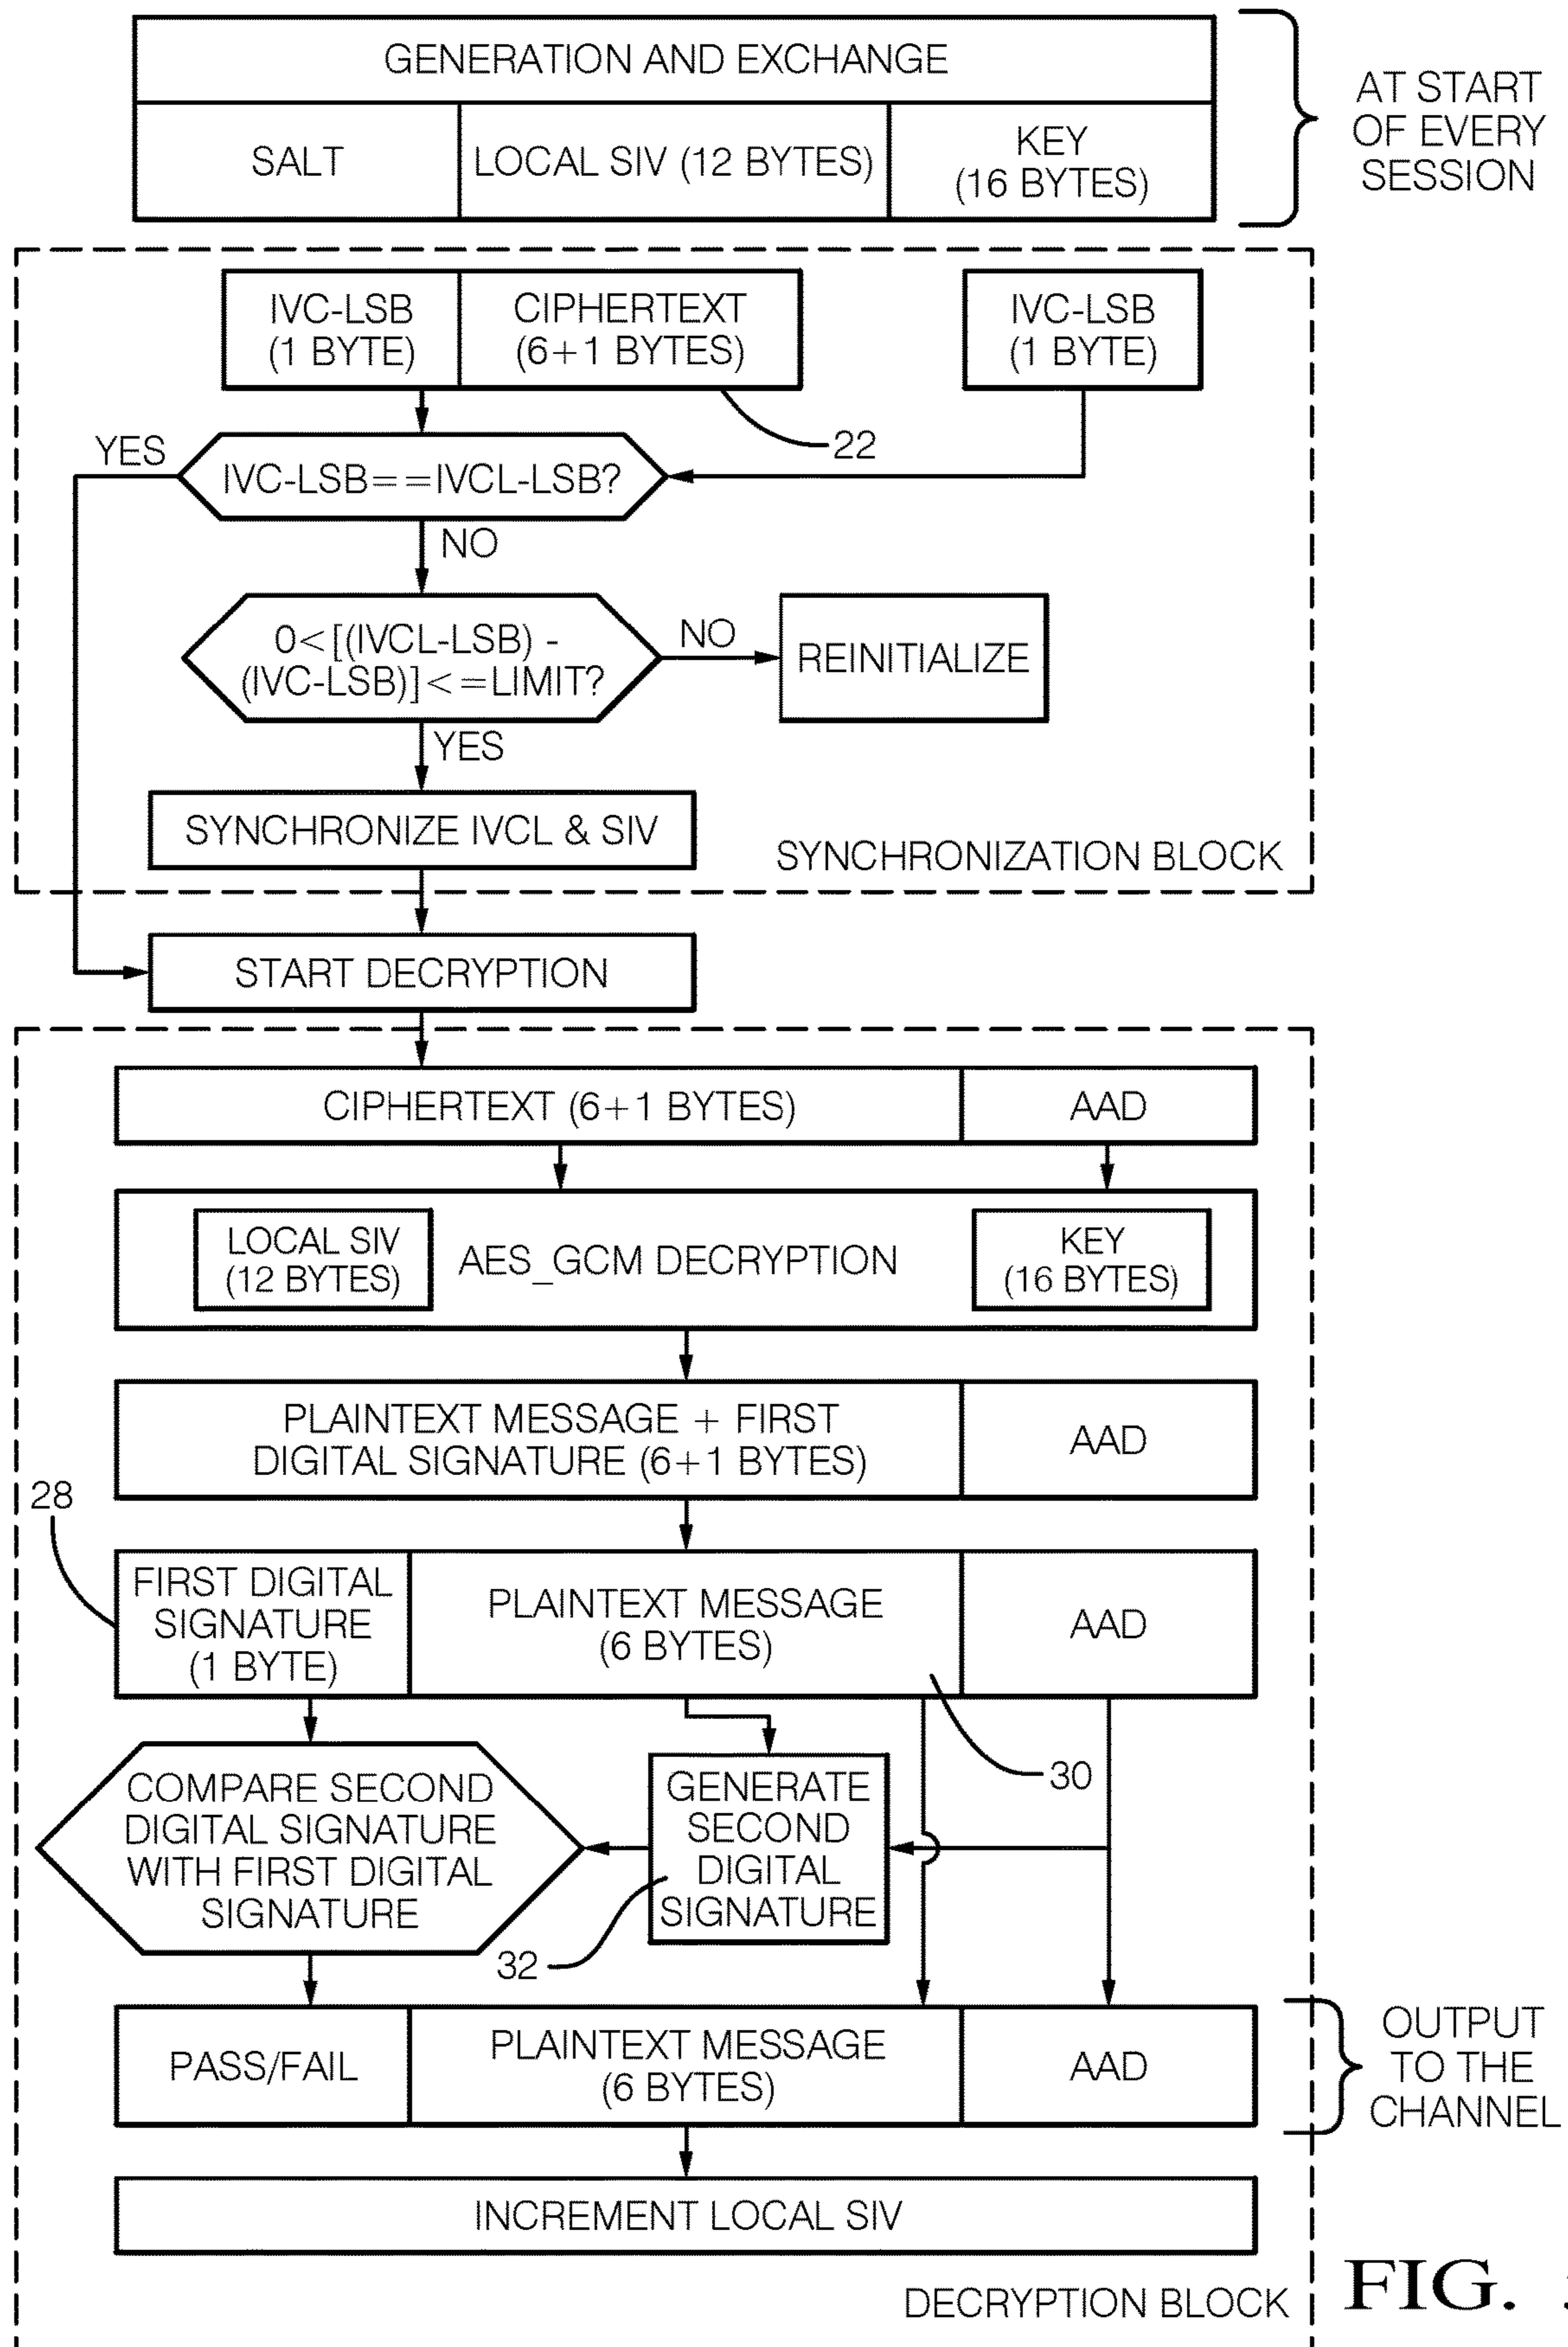 GENERATION AND EXCHANGE
SALT
LOCAL SIV (12 BYTES)
KEY
(16 BYTES)
AT START
OF EVERY
SESSION
IVC-LSB
(1 BYTE)
CIPHERTEXT
(6+1 BYTES)
IVC-LSB
(1 BYTE)
22
YES
IVC-LSB==IVCL-LSB?
NO
0<[(IVCL-LSB) -
(IVC-LSB)]<=LIMIT?
NO
REINITIALIZE
YES
SYNCHRONIZE IVCL & SIV
SYNCHRONIZATION BLOCK
START DECRYPTION
CIPHERTEXT (6+1 BYTES)
AAD
LOCAL SIV
(12 BYTES)
AES_GCM DECRYPTION
KEY
(16 BYTES)
PLAINTEXT MESSAGE + FIRST
DIGITAL SIGNATURE (6+1 BYTES)
AAD
28
FIRST DIGITAL
SIGNATURE
(1 BYTE)
PLAINTEXT MESSAGE
(6 BYTES)
AAD
30
COMPARE SECOND
DIGITAL SIGNATURE
WITH FIRST DIGITAL
SIGNATURE
GENERATE
SECOND
DIGITAL
SIGNATURE
32
PASS/FAIL
PLAINTEXT MESSAGE
(6 BYTES)
AAD
OUTPUT
TO THE
CHANNEL
INCREMENT LOCAL SIV
DECRYPTION BLOCK
FIG.